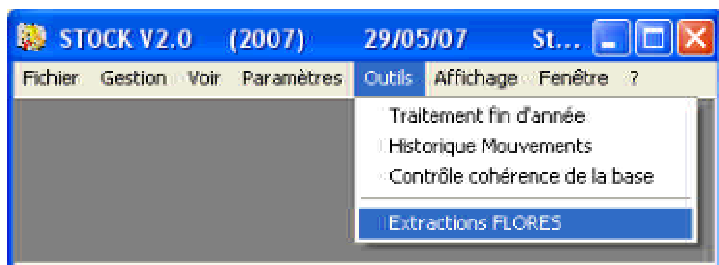 STOCK V2.0 (2007) 29/05/07 St...
Fichier Gestion Voir Paramètres Outils Affichage Fenêtre ?
Traitement fin d'année
Historique Mouvements
Contrôle cohérence de la base
Extractions FLORES